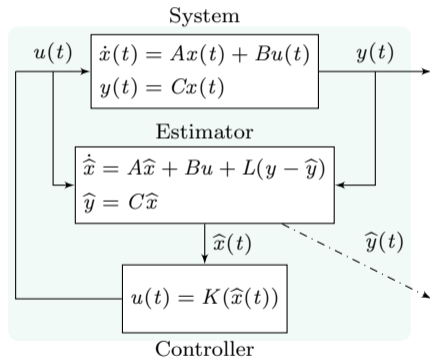 System
u(t)
ẋ(t) = Ax(t) + Bu(t)
y(t) = Cx(t)
y(t)
Estimator
x̂̇ = Ax̂ + Bu + L(y − ŷ)
ŷ = Cx̂
x̂(t)
ŷ(t)
u(t) = K(x̂(t))
Controller